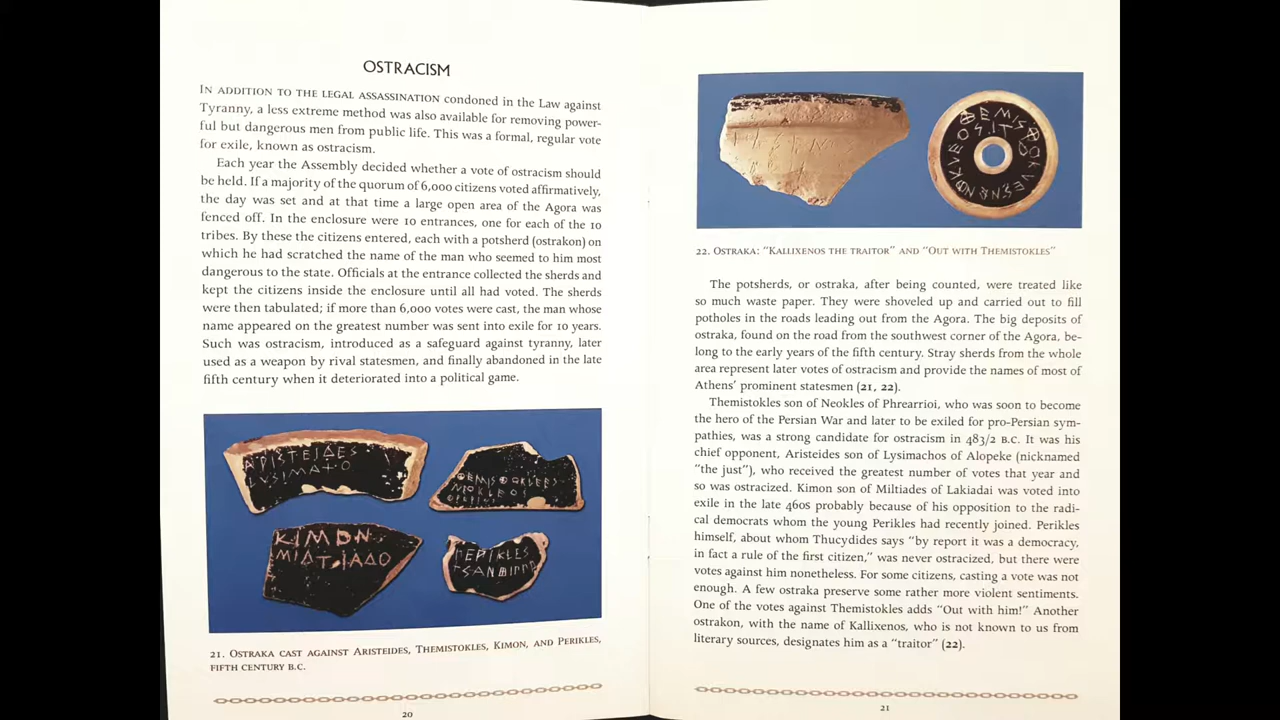 OSTRACISM
IN ADDITION TO THE LEGAL ASSASSINATION condoned in the Law against
Tyranny, a less extreme method was also available for removing power-
ful but dangerous men from public life. This was a formal, regular vote
for exile, known as ostracism.
Each year the Assembly decided whether a vote of ostracism should
be held. If a majority of the quorum of 6,000 citizens voted affirmatively,
the day was set and at that time a large open area of the Agora was
fenced off. In the enclosure were 10 entrances, one for each of the 10
tribes. By these the citizens entered, each with a potsherd (ostrakon) on
which he had scratched the name of the man who seemed to him most
dangerous to the state. Officials at the entrance collected the sherds and
kept the citizens inside the enclosure until all had voted. The sherds
were then tabulated; if more than 6,000 votes were cast, the man whose
name appeared on the greatest number was sent into exile for 10 years.
Such was ostracism, introduced as a safeguard against tyranny, later
used as a weapon by rival statesmen, and finally abandoned in the late
fifth century when it deteriorated into a political game.
ΚΙΜΟΝ
21. OSTRAKA CAST AGAINST ARISTEIDES, THEMISTOKLES, KIMON, AND PERIKLES,
FIFTH CENTURY B.C.
20
22. OSTRAKA: "KALLIXENOS THE TRAITOR" AND "OUT WITH THEMISTOKLES"
The potsherds, or ostraka, after being counted, were treated like
so much waste paper. They were shoveled up and carried out to fill
potholes in the roads leading out from the Agora. The big deposits of
ostraka, found on the road from the southwest corner of the Agora, be-
long to the early years of the fifth century. Stray sherds from the whole
area represent later votes of ostracism and provide the names of most of
Athens' prominent statesmen (21, 22).
Themistokles son of Neokles of Phrearrioi, who was soon to become
the hero of the Persian War and later to be exiled for pro-Persian sym-
pathies, was a strong candidate for ostracism in 483/2 B.C. It was his
chief opponent, Aristeides son of Lysimachos of Alopeke (nicknamed
"the just"), who received the greatest number of votes that year and
so was ostracized. Kimon son of Miltiades of Lakiadai was voted into
exile in the late 460s probably because of his opposition to the radi-
cal democrats whom the young Perikles had recently joined. Perikles
himself, about whom Thucydides says "by report it was a democracy,
in fact a rule of the first citizen," was never ostracized, but there were
votes against him nonetheless. For some citizens, casting a vote was not
enough. A few ostraka preserve some rather more violent sentiments.
One of the votes against Themistokles adds "Out with him!" Another
ostrakon, with the name of Kallixenos, who is not known to us from
literary sources, designates him as a "traitor" (22).
21